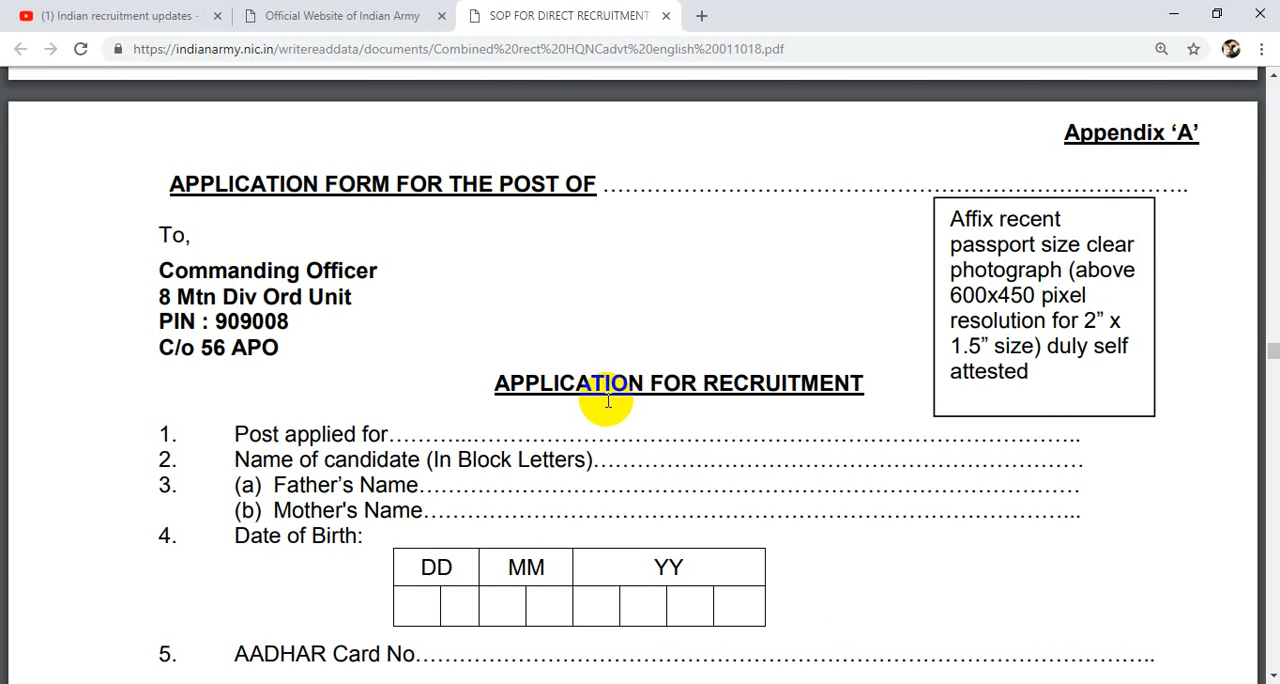 (1) Indian recruitment updates -
Official Website of Indian Army
SOP FOR DIRECT RECRUITMENT
https://indianarmy.nic.in/writereaddata/documents/Combined%20rect%20HQNCadvt%20english%20011018.pdf
Appendix ‘A’
APPLICATION FORM FOR THE POST OF ……………………………………………………………………….
To,
Commanding Officer
8 Mtn Div Ord Unit
PIN : 909008
C/o 56 APO
Affix recent
passport size clear
photograph (above
600x450 pixel
resolution for 2” x
1.5” size) duly self
attested
APPLICATION FOR RECRUITMENT
1. Post applied for………...…………………………………………………………………..
2. Name of candidate (In Block Letters)………….……………………………………
3. (a) Father’s Name………………………………………………………………
(b) Mother's Name……………………………………………………………...
4. Date of Birth:
DD MM YY
5. AADHAR Card No…………………………………………………………………..